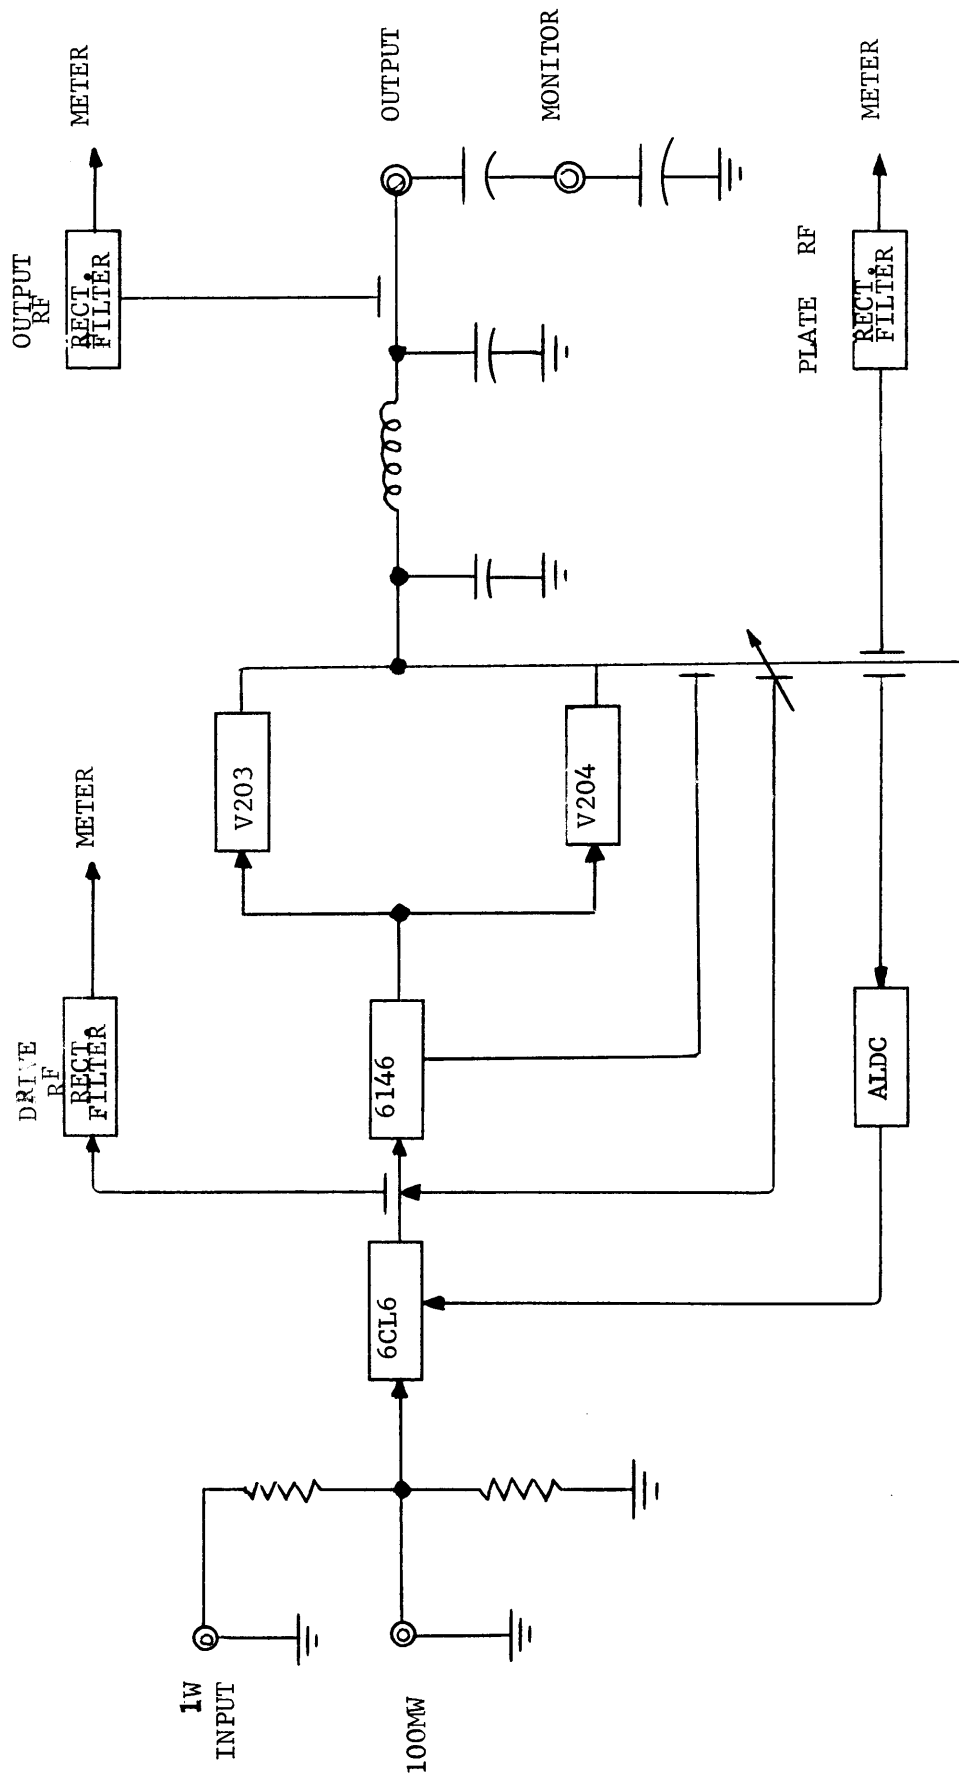 1W
INPUT
100MW
6CL6
DRIVE
RF
RECT.
FILTER
METER
6146
V203
V204
ALDC
OUTPUT
RF
RECT.
FILTER
METER
OUTPUT
MONITOR
PLATE RF
RECT.
FILTER
METER